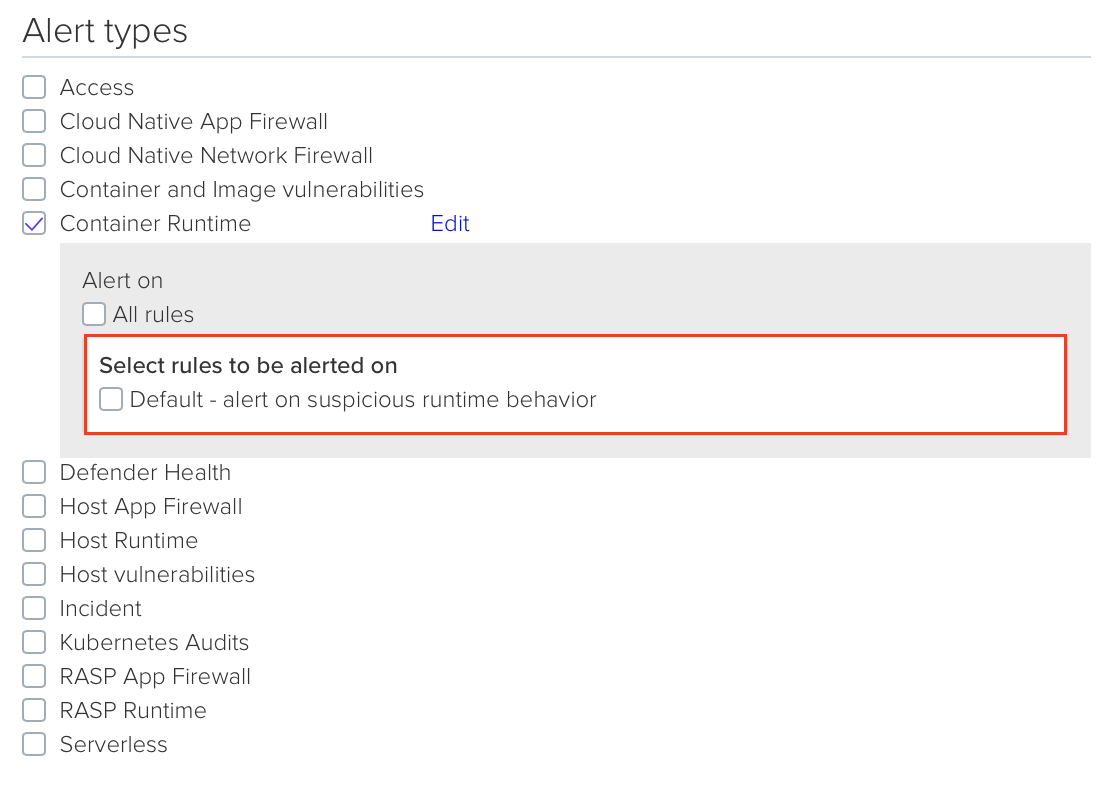 Alert types
Access
Cloud Native App Firewall
Cloud Native Network Firewall
Container and Image vulnerabilities
Container Runtime Edit
Alert on
All rules
Select rules to be alerted on
Default - alert on suspicious runtime behavior
Defender Health
Host App Firewall
Host Runtime
Host vulnerabilities
Incident
Kubernetes Audits
RASP App Firewall
RASP Runtime
Serverless